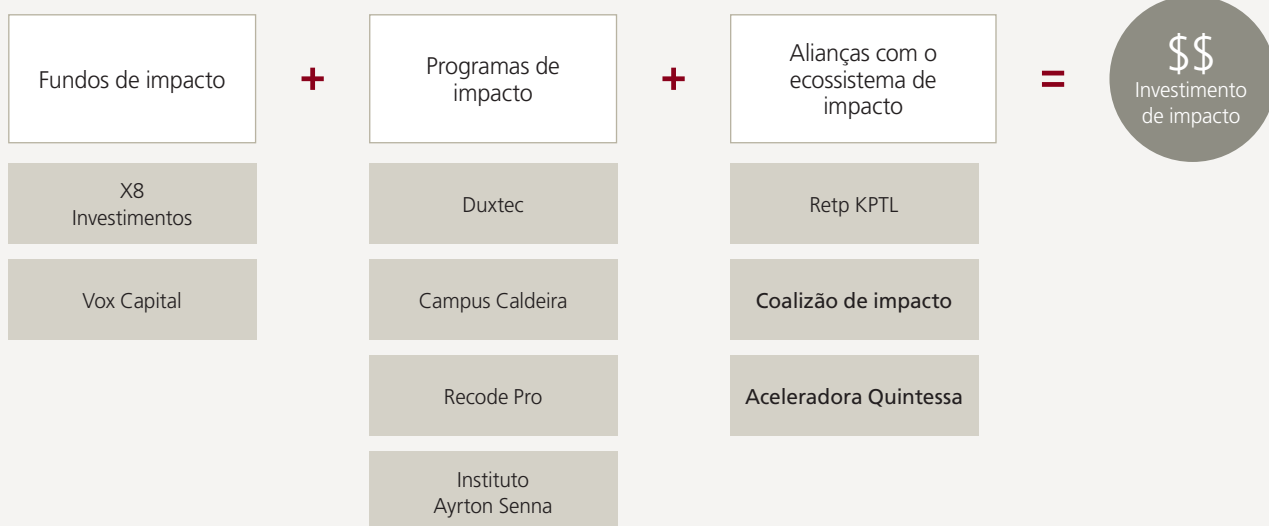 Fundos de impacto
+
Programas de
impacto
+
Alianças com o
ecossistema de
impacto
=
$$
Investimento
de impacto
X8
Investimentos
Vox Capital
Duxtec
Campus Caldeira
Recode Pro
Instituto
Ayrton Senna
Retp KPTL
Coalizão de impacto
Aceleradora Quintessa